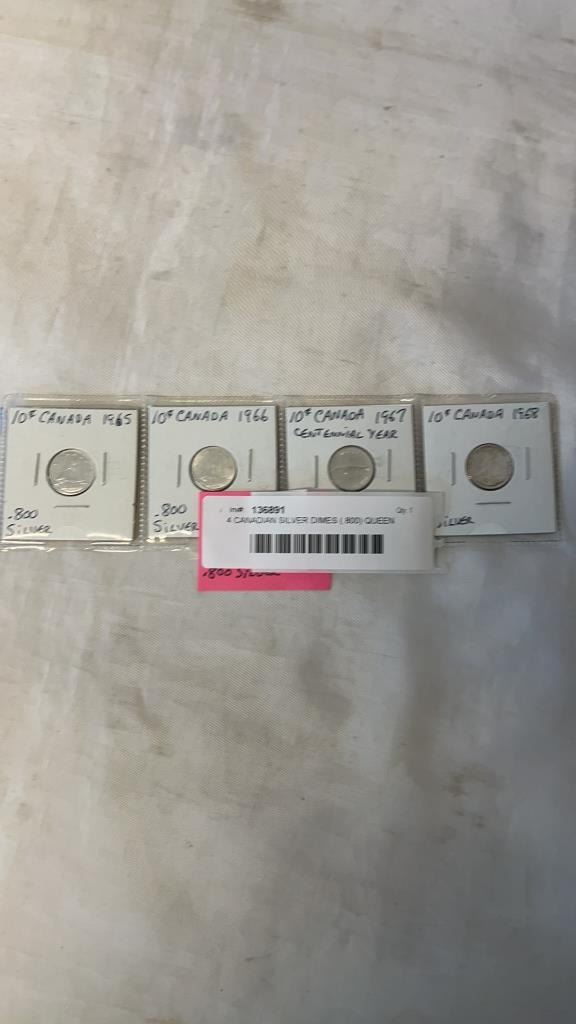 10¢ CANADA 1965
.800
SILVER
10¢ CANADA 1966
.800
SILVER
10¢ CANADA 1967
CENTENNIAL YEAR
10¢ CANADA 1968
SILVER
Inv#: 136891 Qty 1
4 CANADIAN SILVER DIMES (.800) QUEEN
.800 SILVER